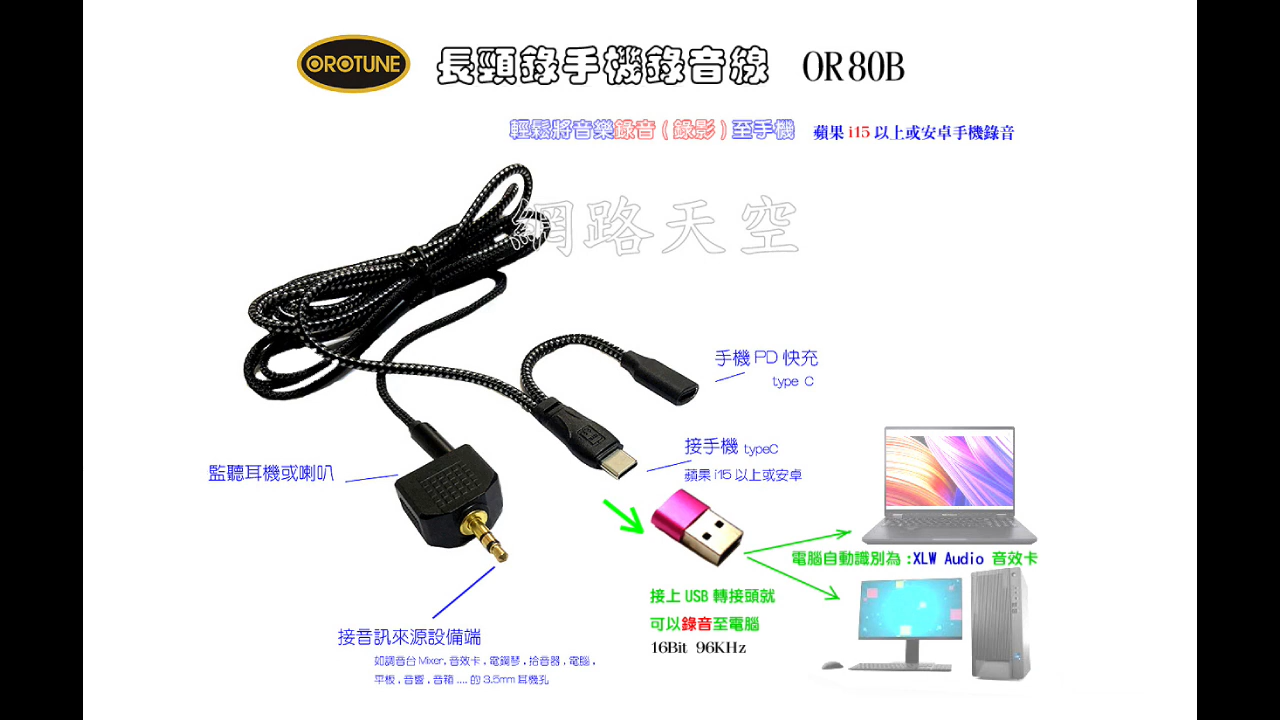 OROTUNE
長頸錄手機錄音線 OR80B
輕鬆將音樂錄音(錄影)至手機 蘋果 i15 以上或安卓手機錄音
網路天空
手機 PD 快充
type C
接手機 typeC
蘋果 i15 以上或安卓
監聽耳機或喇叭
電腦自動識別為:XLW Audio 音效卡
接上 USB 轉接頭就
可以錄音至電腦
16Bit 96KHz
接音訊來源設備端
如調音台 Mixer, 音效卡, 電鋼琴, 拾音器, 電腦,
平板, 音響, 音箱 .... 的 3.5mm 耳機孔